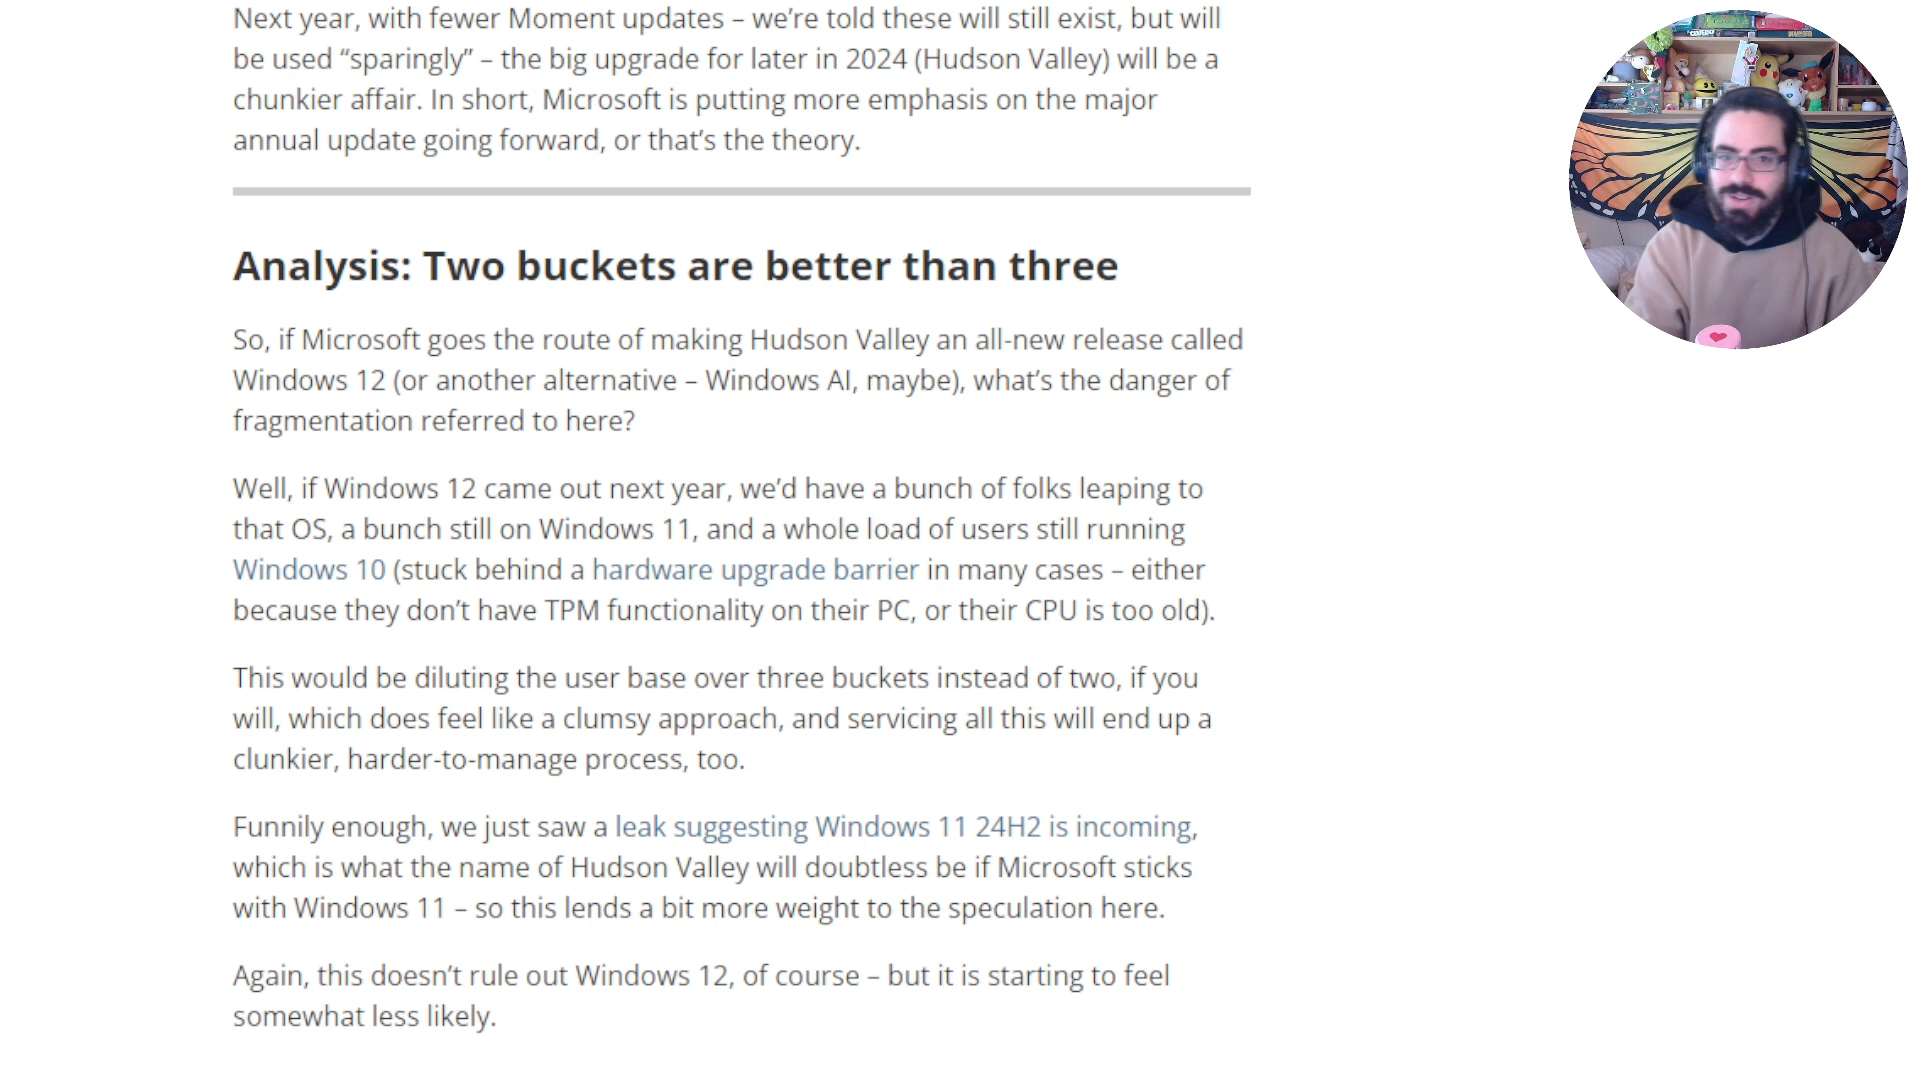 Next year, with fewer Moment updates – we’re told these will still exist, but will
be used “sparingly” – the big upgrade for later in 2024 (Hudson Valley) will be a
chunkier affair. In short, Microsoft is putting more emphasis on the major
annual update going forward, or that’s the theory.
Analysis: Two buckets are better than three
So, if Microsoft goes the route of making Hudson Valley an all-new release called
Windows 12 (or another alternative – Windows AI, maybe), what’s the danger of
fragmentation referred to here?
Well, if Windows 12 came out next year, we’d have a bunch of folks leaping to
that OS, a bunch still on Windows 11, and a whole load of users still running
Windows 10 (stuck behind a hardware upgrade barrier in many cases – either
because they don’t have TPM functionality on their PC, or their CPU is too old).
This would be diluting the user base over three buckets instead of two, if you
will, which does feel like a clumsy approach, and servicing all this will end up a
clunkier, harder-to-manage process, too.
Funnily enough, we just saw a leak suggesting Windows 11 24H2 is incoming,
which is what the name of Hudson Valley will doubtless be if Microsoft sticks
with Windows 11 – so this lends a bit more weight to the speculation here.
Again, this doesn’t rule out Windows 12, of course – but it is starting to feel
somewhat less likely.